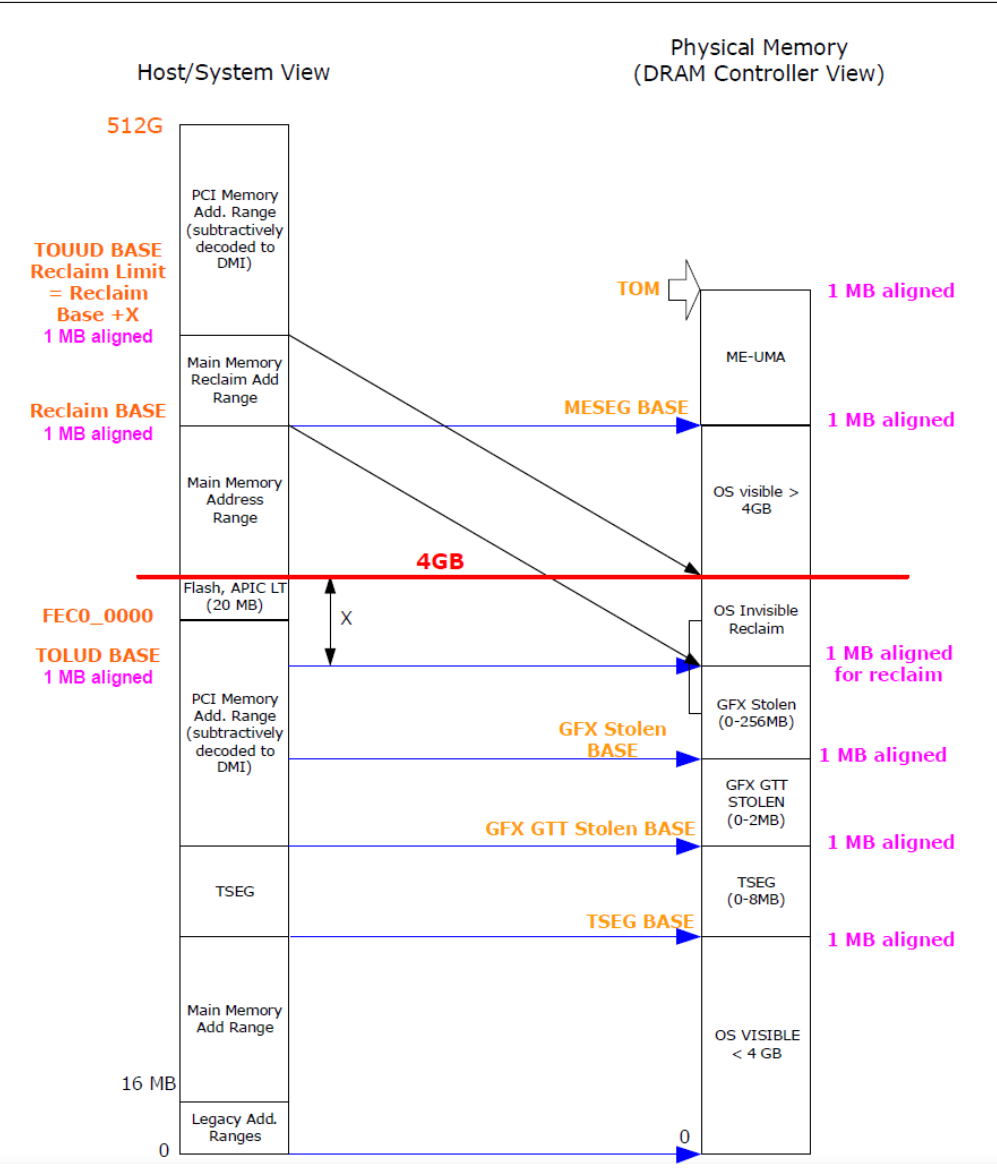 Host/System View
Physical Memory
(DRAM Controller View)
512G
PCI Memory
Add. Range
(subtractively
decoded to
DMI)
TOUUD BASE
Reclaim Limit
= Reclaim
Base +X
1 MB aligned
TOM
1 MB aligned
ME-UMA
Main Memory
Reclaim Add
Range
Reclaim BASE
1 MB aligned
MESEG BASE
1 MB aligned
Main Memory
Address
Range
OS visible >
4GB
4GB
Flash, APIC LT
(20 MB)
X
FEC0_0000
OS Invisible
Reclaim
TOLUD BASE
1 MB aligned
1 MB aligned
for reclaim
PCI Memory
Add. Range
(subtractively
decoded to
DMI)
GFX Stolen
(0-256MB)
GFX Stolen
BASE
1 MB aligned
GFX GTT
STOLEN
(0-2MB)
GFX GTT Stolen BASE
1 MB aligned
TSEG
TSEG
(0-8MB)
TSEG BASE
1 MB aligned
Main Memory
Add Range
OS VISIBLE
< 4 GB
16 MB
Legacy Add.
Ranges
0
0